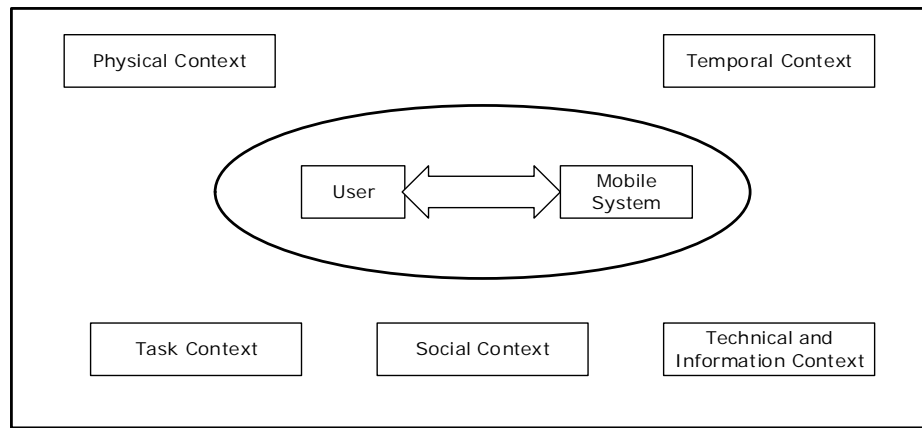 Physical Context
Temporal Context
User
Mobile
System
Task Context
Social Context
Technical and
Information Context